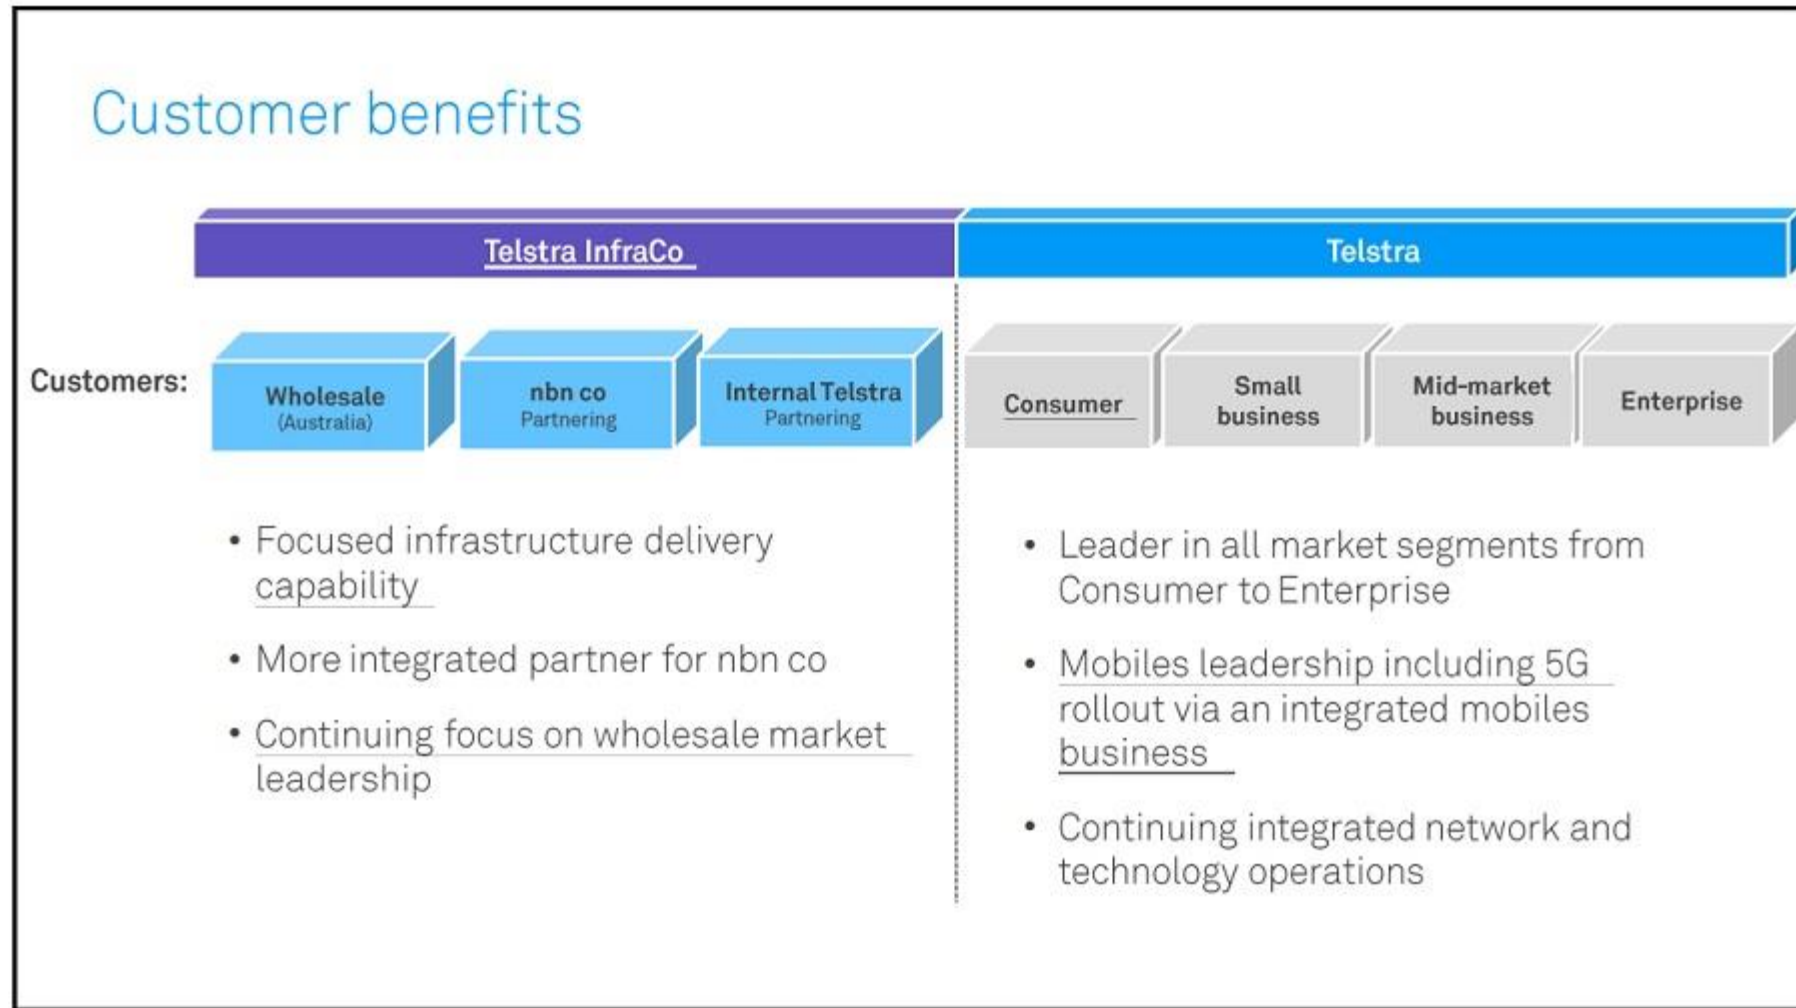 Customer benefits
Telstra InfraCo
Telstra
Customers:
Wholesale
(Australia)
nbn co
Partnering
Internal Telstra
Partnering
Consumer
Small
business
Mid-market
business
Enterprise
• Focused infrastructure delivery
capability
• More integrated partner for nbn co
• Continuing focus on wholesale market
leadership
• Leader in all market segments from
Consumer to Enterprise
• Mobiles leadership including 5G
rollout via an integrated mobiles
business
• Continuing integrated network and
technology operations